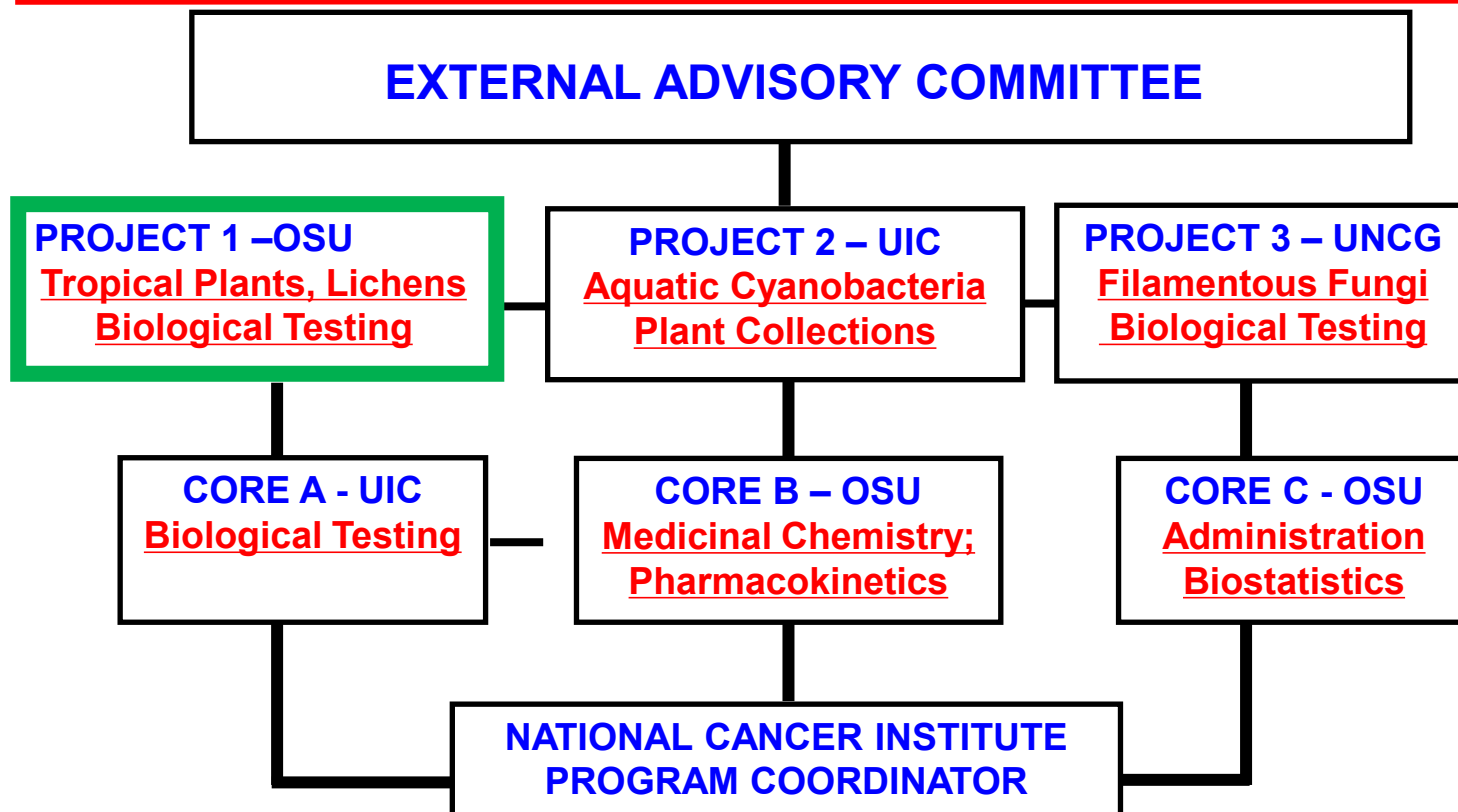 EXTERNAL ADVISORY COMMITTEE
PROJECT 1 –OSU
Tropical Plants, Lichens
Biological Testing
PROJECT 2 – UIC
Aquatic Cyanobacteria
Plant Collections
PROJECT 3 – UNCG
Filamentous Fungi
Biological Testing
CORE A - UIC
Biological Testing
CORE B – OSU
Medicinal Chemistry;
Pharmacokinetics
CORE C - OSU
Administration
Biostatistics
NATIONAL CANCER INSTITUTE
PROGRAM COORDINATOR